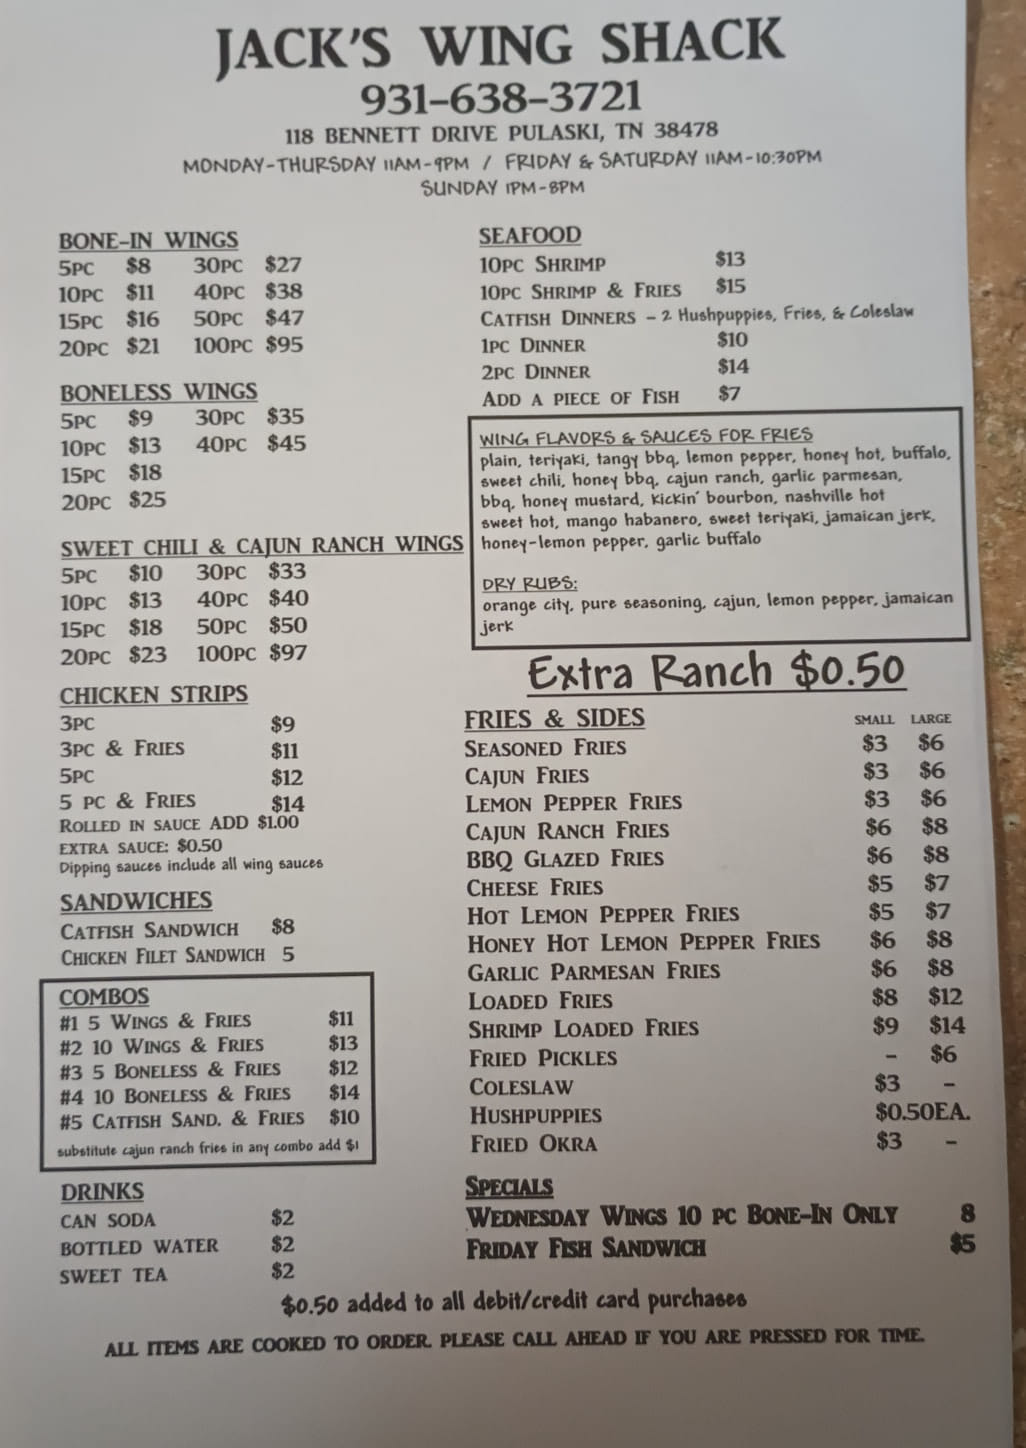 JACK'S WING SHACK
931-638-3721
118 BENNETT DRIVE PULASKI, TN 38478
MONDAY-THURSDAY 11AM-9PM / FRIDAY & SATURDAY 11AM-10:30PM
SUNDAY 1PM-8PM
BONE-IN WINGS
5PC $8 30PC $27
10PC $11 40PC $38
15PC $16 50PC $47
20PC $21 100PC $95
BONELESS WINGS
5PC $9 30PC $35
10PC $13 40PC $45
15PC $18
20PC $25
SWEET CHILI & CAJUN RANCH WINGS
5PC $10 30PC $33
10PC $13 40PC $40
15PC $18 50PC $50
20PC $23 100PC $97
CHICKEN STRIPS
3PC $9
3PC & FRIES $11
5PC $12
5 PC & FRIES $14
ROLLED IN SAUCE ADD $1.00
EXTRA SAUCE: $0.50
Dipping sauces include all wing sauces
SANDWICHES
CATFISH SANDWICH $8
CHICKEN FILET SANDWICH 5
COMBOS
#1 5 WINGS & FRIES $11
#2 10 WINGS & FRIES $13
#3 5 BONELESS & FRIES $12
#4 10 BONELESS & FRIES $14
#5 CATFISH SAND. & FRIES $10
substitute cajun ranch fries in any combo add $1
DRINKS
CAN SODA $2
BOTTLED WATER $2
SWEET TEA $2
SEAFOOD
10PC SHRIMP $13
10PC SHRIMP & FRIES $15
CATFISH DINNERS - 2 Hushpuppies, Fries, & Coleslaw
1PC DINNER $10
2PC DINNER $14
ADD A PIECE OF FISH $7
WING FLAVORS & SAUCES FOR FRIES
plain, teriyaki, tangy bbq, lemon pepper, honey hot, buffalo,
sweet chili, honey bbq, cajun ranch, garlic parmesan,
bbq, honey mustard, kickin' bourbon, nashville hot
sweet hot, mango habanero, sweet teriyaki, jamaican jerk,
honey-lemon pepper, garlic buffalo
DRY RUBS:
orange city, pure seasoning, cajun, lemon pepper, jamaican
jerk
Extra Ranch $0.50
FRIES & SIDES SMALL LARGE
SEASONED FRIES $3 $6
CAJUN FRIES $3 $6
LEMON PEPPER FRIES $3 $6
CAJUN RANCH FRIES $6 $8
BBQ GLAZED FRIES $6 $8
CHEESE FRIES $5 $7
HOT LEMON PEPPER FRIES $5 $7
HONEY HOT LEMON PEPPER FRIES $6 $8
GARLIC PARMESAN FRIES $6 $8
LOADED FRIES $8 $12
SHRIMP LOADED FRIES $9 $14
FRIED PICKLES - $6
COLESLAW $3 -
HUSHPUPPIES $0.50EA.
FRIED OKRA $3 -
SPECIALS
WEDNESDAY WINGS 10 PC BONE-IN ONLY 8
FRIDAY FISH SANDWICH $5
$0.50 added to all debit/credit card purchases
ALL ITEMS ARE COOKED TO ORDER. PLEASE CALL AHEAD IF YOU ARE PRESSED FOR TIME.